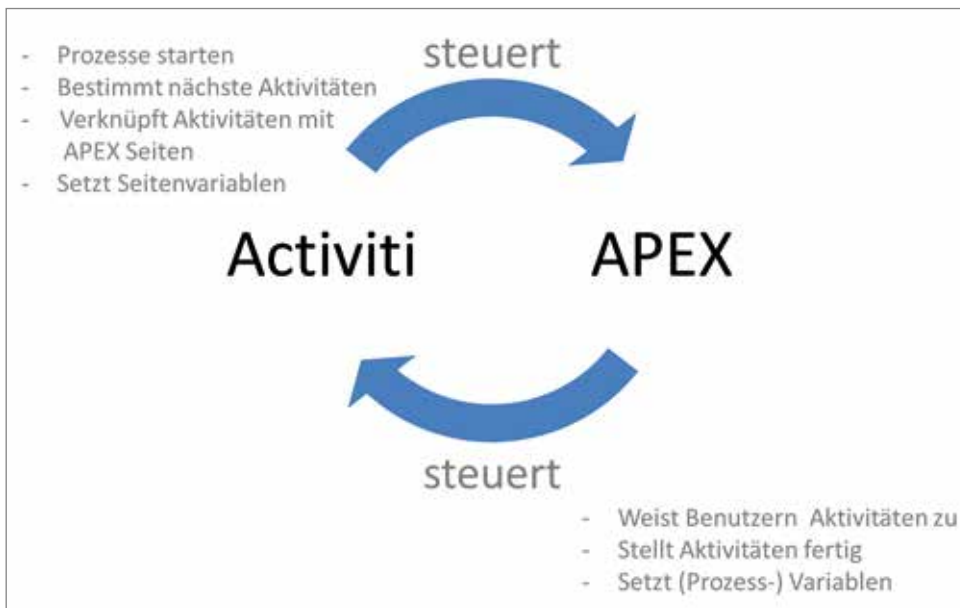 steuert
- Prozesse starten
- Bestimmt nächste Aktivitäten
- Verknüpft Aktivitäten mit
APEX Seiten
- Setzt Seitenvariablen
Activiti
APEX
steuert
- Weist Benutzern Aktivitäten zu
- Stellt Aktivitäten fertig
- Setzt (Prozess-) Variablen